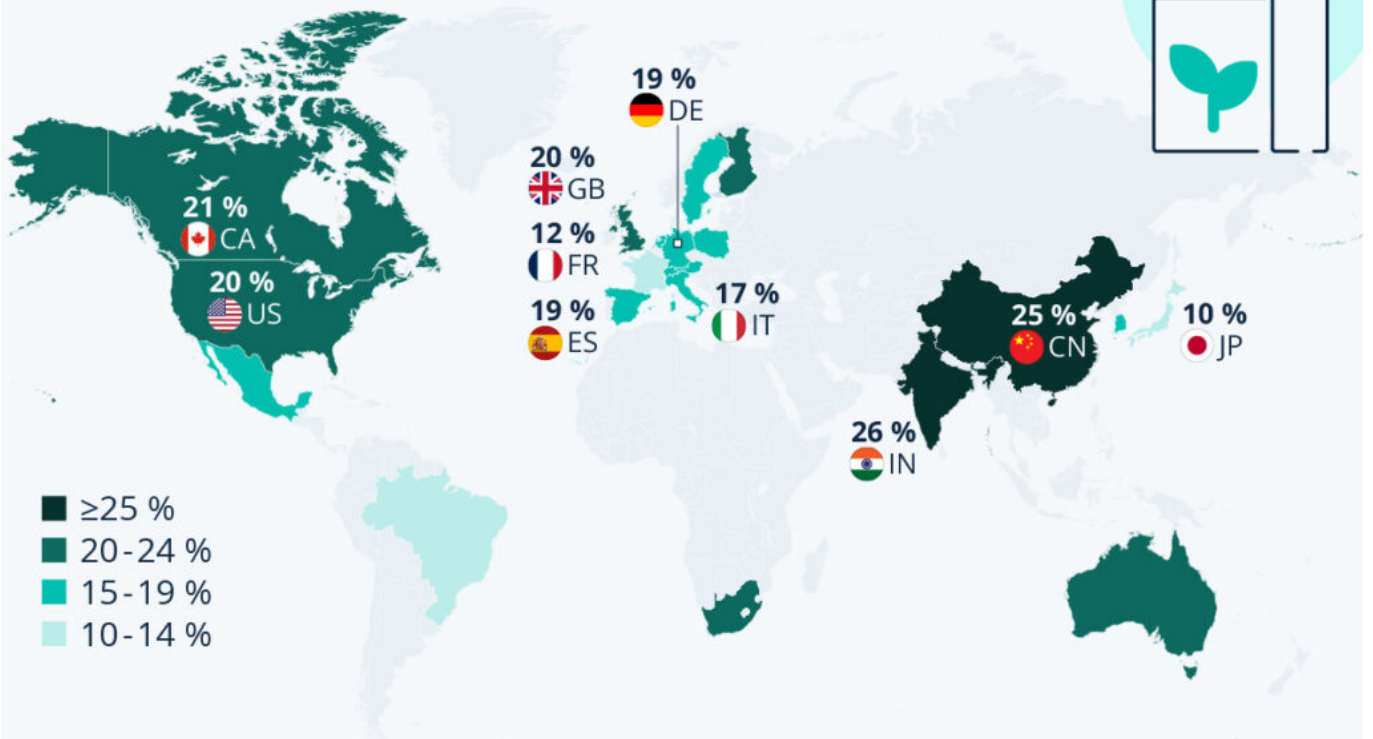 19 %
DE
20 %
GB
21 %
CA
12 %
FR
20 %
US
19 %
ES
17 %
IT
25 %
CN
10 %
JP
26 %
IN
≥25 %
20-24 %
15-19 %
10-14 %